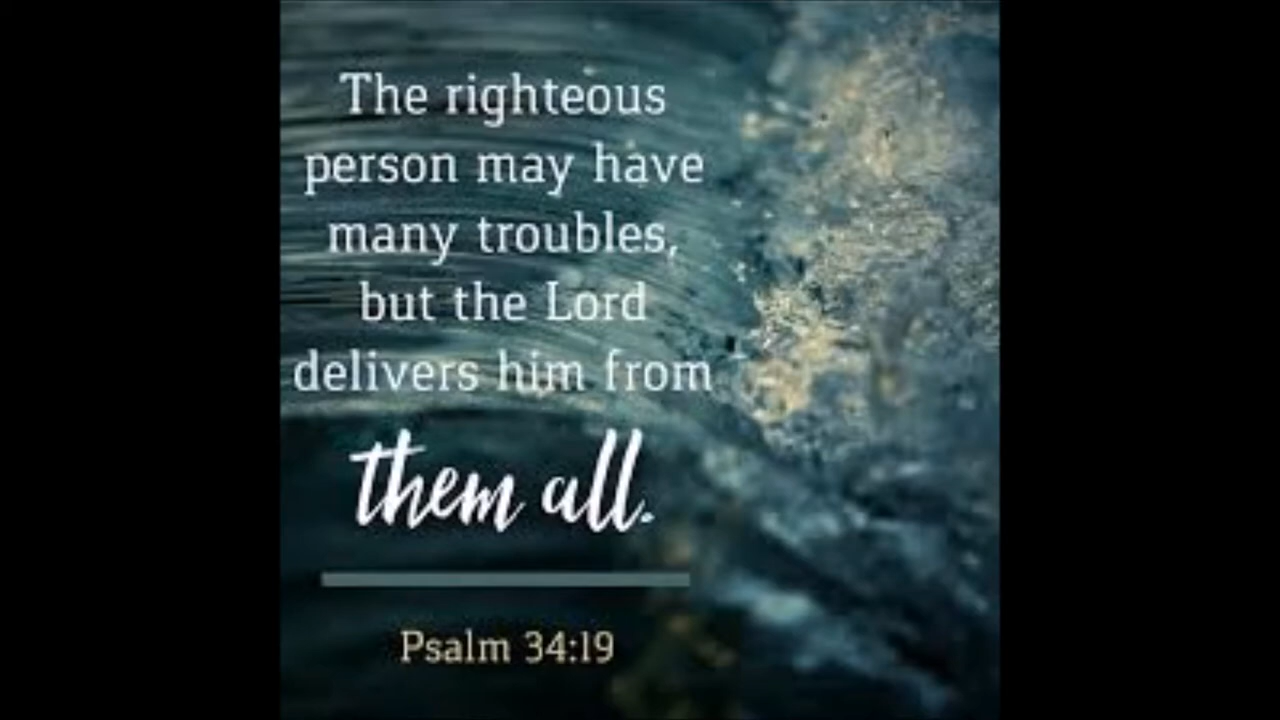 The righteous
person may have
many troubles,
but the Lord
delivers him from
them all.
Psalm 34:19